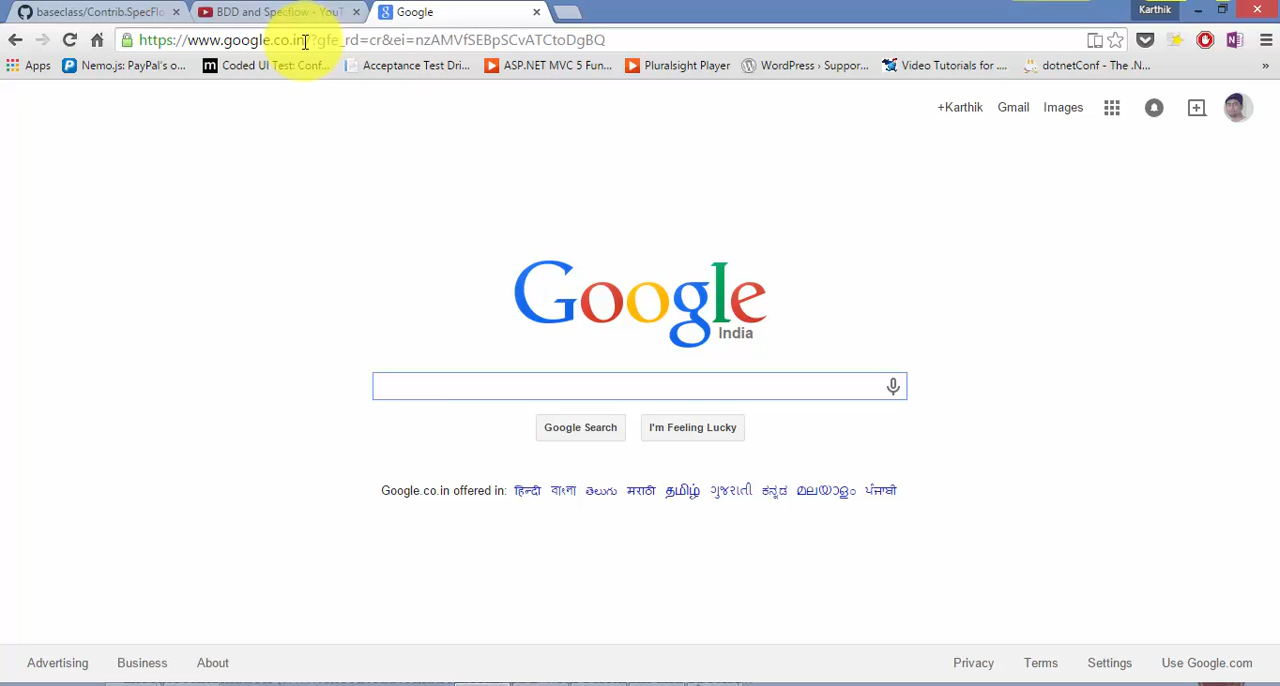 baseclass/Contrib.SpecFlo
BDD and Specflow - YouT
Google
Karthik
https://www.google.co.in/?gfe_rd=cr&ei=nzAMVfSEBpSCvATCtoDgBQ
Apps
Nemo.js: PayPal's o...
Coded UI Test: Conf...
Acceptance Test Dri...
ASP.NET MVC 5 Fun...
Pluralsight Player
WordPress › Suppor...
Video Tutorials for ....
dotnetConf - The .N...
»
+Karthik Gmail Images
Google
India
Google Search I'm Feeling Lucky
Google.co.in offered in: हिन्दी বাংলা తెలుగు मराठी தமிழ் ગુજરાતી ಕನ್ನಡ മലയാളം ਪੰਜਾਬੀ
Advertising Business About Privacy Terms Settings Use Google.com